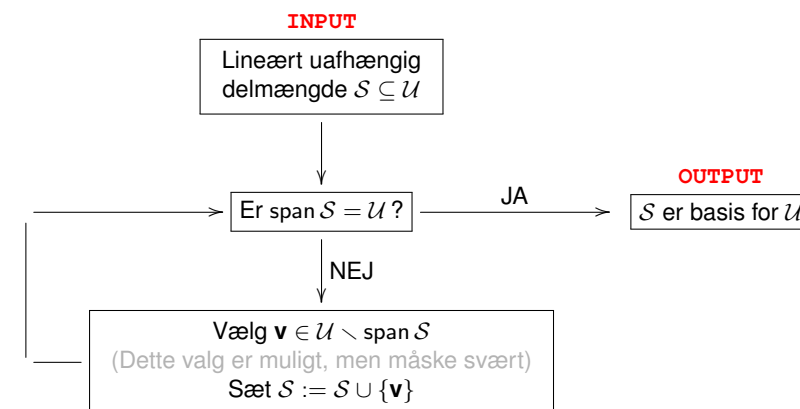 INPUT
Lineært uafhængig
delmængde 𝒮 ⊆ 𝒰
OUTPUT
Er span 𝒮 = 𝒰 ?
JA
𝒮 er basis for 𝒰
NEJ
Vælg v ∈ 𝒰 ∖ span 𝒮
(Dette valg er muligt, men måske svært)
Sæt 𝒮 := 𝒮 ∪ {v}